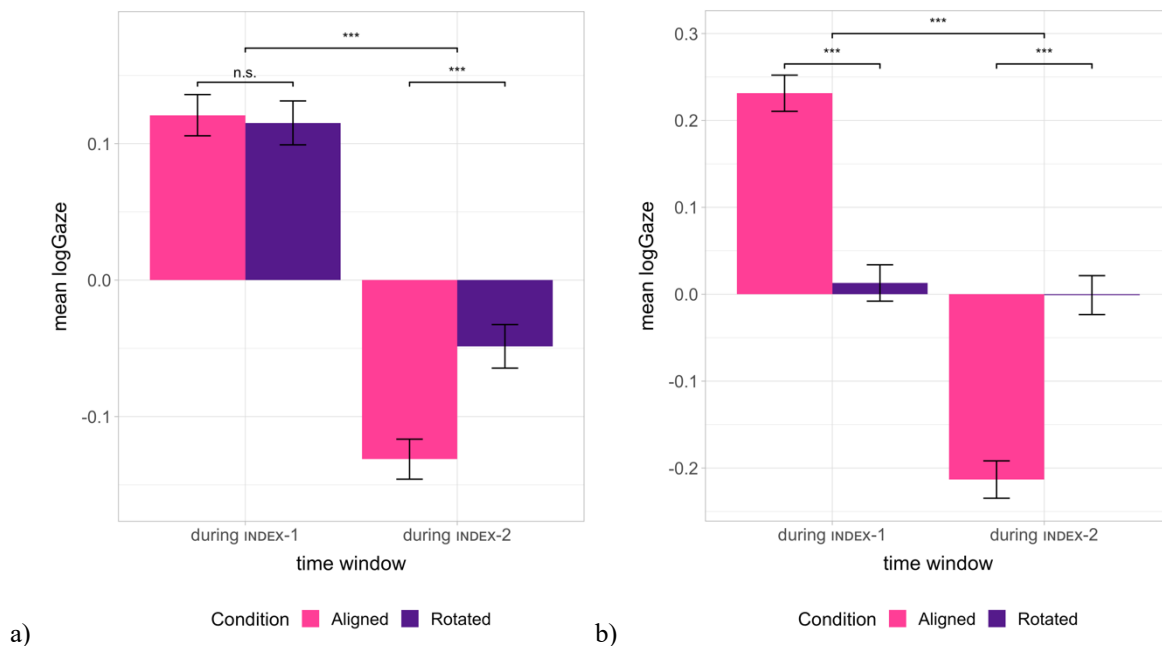 ***
n.s.
***
0.1
0.0
-0.1
mean logGaze
during INDEX-1 during INDEX-2
time window
Condition Aligned Rotated
a)
***
***
***
0.3
0.2
0.1
0.0
-0.1
-0.2
mean logGaze
during INDEX-1 during INDEX-2
time window
Condition Aligned Rotated
b)